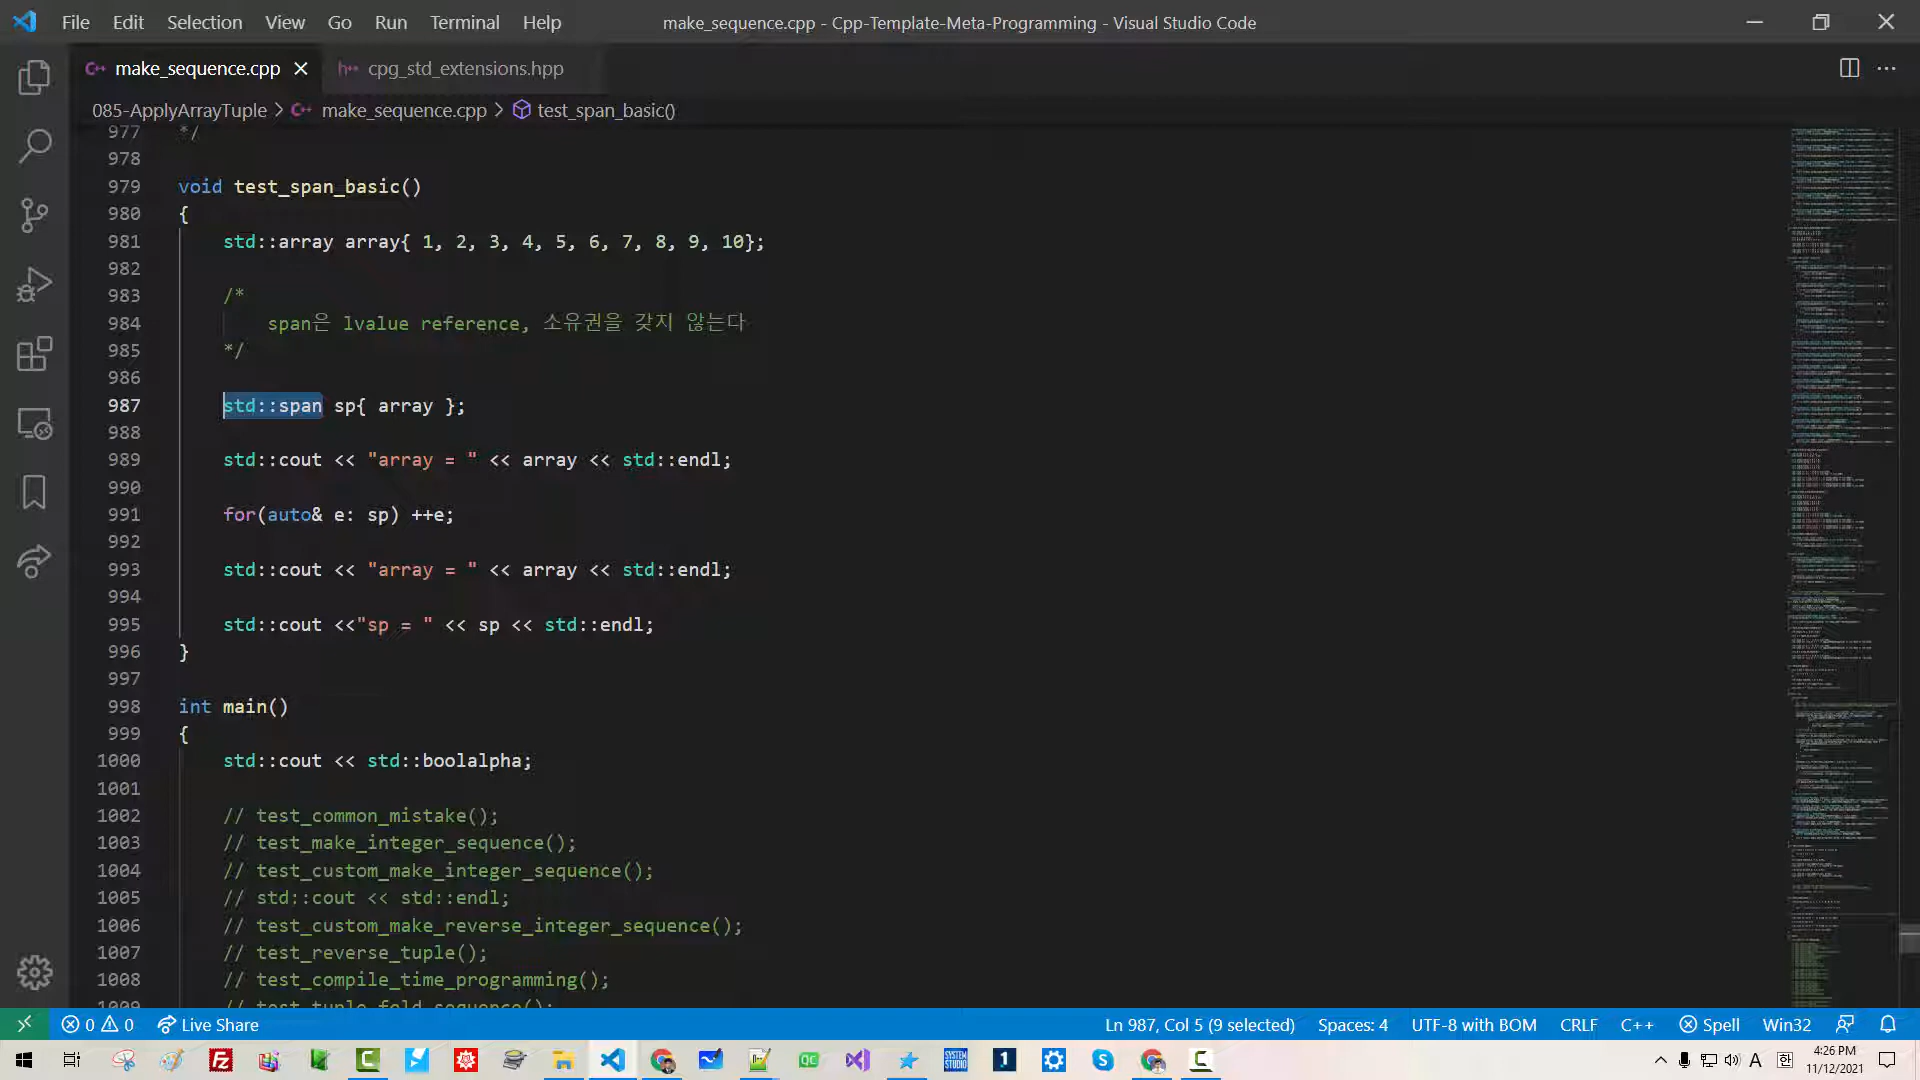 File Edit Selection View Go Run Terminal Help make_sequence.cpp - Cpp-Template-Meta-Programming - Visual Studio Code
make_sequence.cpp cpg_std_extensions.hpp
085-ApplyArrayTuple > make_sequence.cpp > test_span_basic()
977 */
978
979 void test_span_basic()
980 {
981 std::array array{ 1, 2, 3, 4, 5, 6, 7, 8, 9, 10};
982
983 /*
984 span은 lvalue reference, 소유권을 갖지 않는다
985 */
986
987 std::span sp{ array };
988
989 std::cout << "array = " << array << std::endl;
990
991 for(auto& e: sp) ++e;
992
993 std::cout << "array = " << array << std::endl;
994
995 std::cout <<"sp = " << sp << std::endl;
996 }
997
998 int main()
999 {
1000 std::cout << std::boolalpha;
1001
1002 // test_common_mistake();
1003 // test_make_integer_sequence();
1004 // test_custom_make_integer_sequence();
1005 // std::cout << std::endl;
1006 // test_custom_make_reverse_integer_sequence();
1007 // test_reverse_tuple();
1008 // test_compile_time_programming();
1009 // test_tuple_fold_sequence();
0 0 Live Share Ln 987, Col 5 (9 selected) Spaces: 4 UTF-8 with BOM CRLF C++ Spell Win32
4:26 PM
11/12/2021